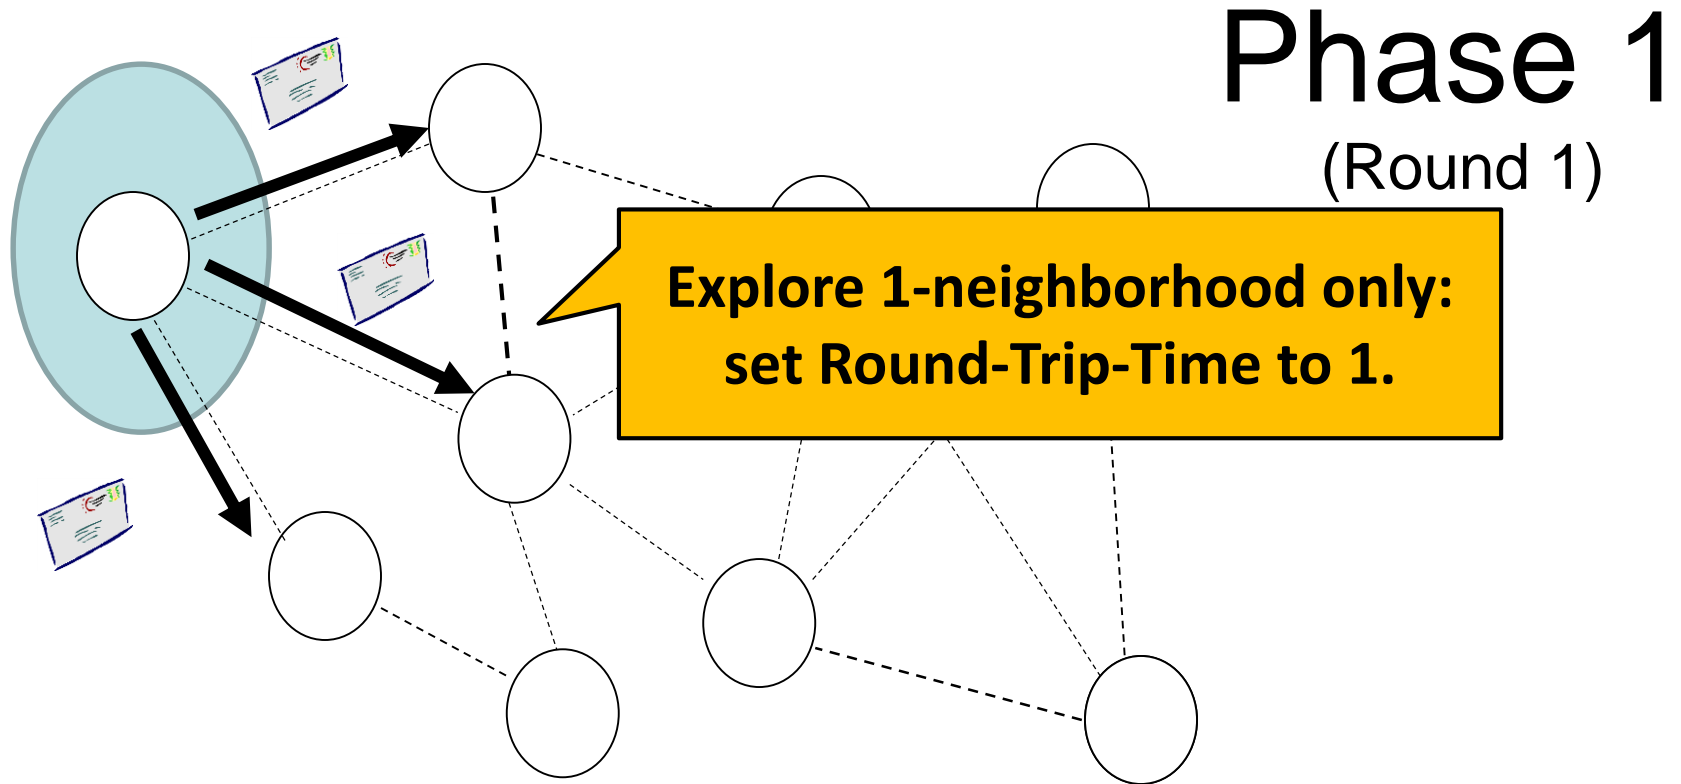 Phase 1
(Round 1)
Explore 1-neighborhood only:
set Round-Trip-Time to 1.